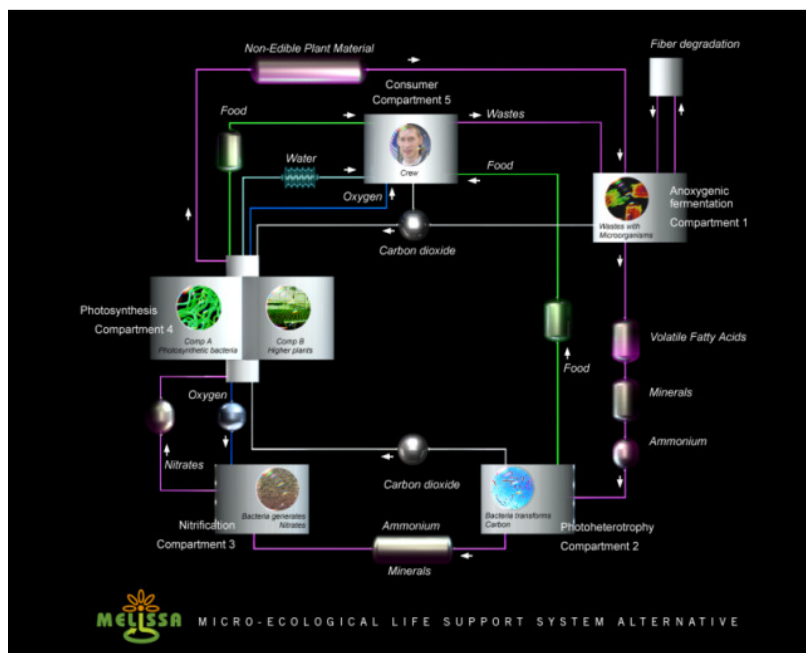 Non-Edible Plant Material
Fiber degradation
Consumer
Compartment 5
Food
Wastes
Crew
Water
Food
Oxygen
Anoxygenic
fermentation
Compartment 1
Wastes with
Microorganisms
Carbon dioxide
Photosynthesis
Compartment 4
Comp A
Photosynthetic bacteria
Comp B
Higher plants
Volatile Fatty Acids
Food
Minerals
Oxygen
Ammonium
Nitrates
Carbon dioxide
Bacteria generates
Nitrates
Bacteria transforms
Carbon
Nitrification
Compartment 3
Ammonium
Minerals
Photoheterotrophy
Compartment 2
MELISSA MICRO-ECOLOGICAL LIFE SUPPORT SYSTEM ALTERNATIVE